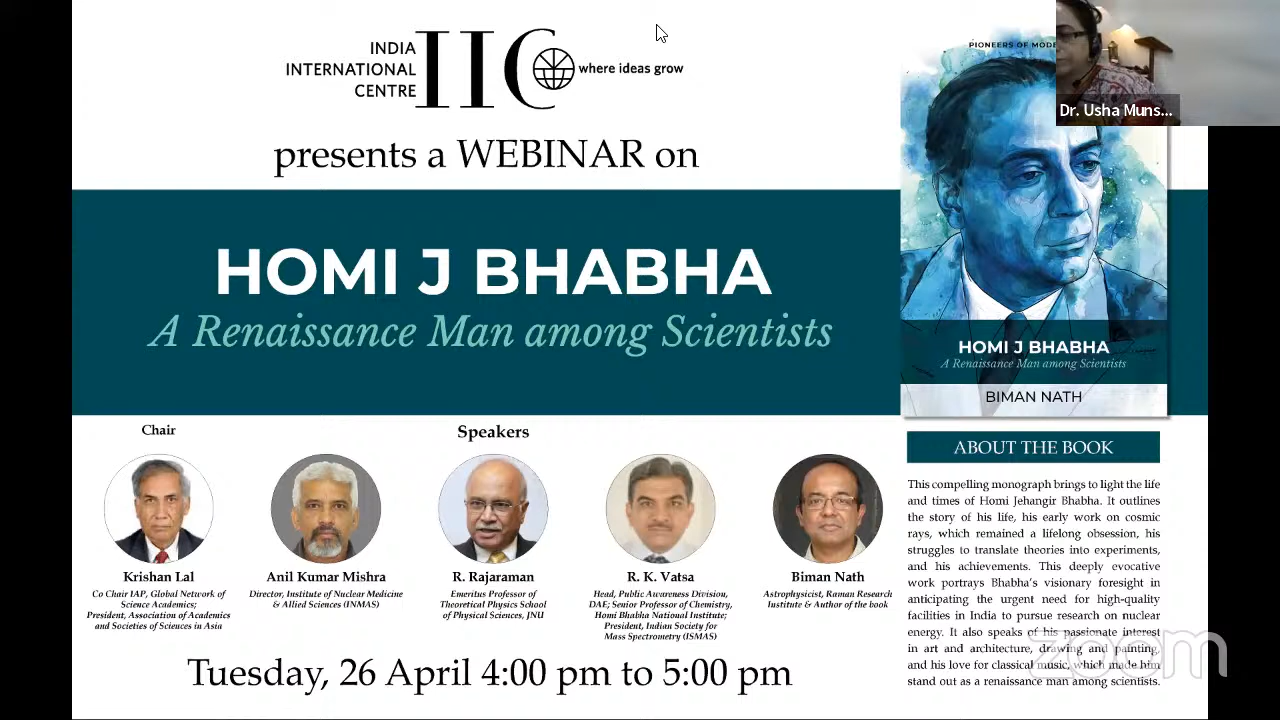 INDIA
INTERNATIONAL
CENTRE
IIC
where ideas grow
presents a WEBINAR on
HOMI J BHABHA
A Renaissance Man among Scientists
PIONEERS OF
Dr. Usha Muns...
HOMI J BHABHA
A Renaissance Man among Scientists
BIMAN NATH
Chair
Speakers
Krishan Lal
Co Chair IAP, Global Network of
Science Academies;
President, Association of Academies
and Societies of Sciences in Asia
Anil Kumar Mishra
Director, Institute of Nuclear Medicine
& Allied Sciences (INMAS)
R. Rajaraman
Emeritus Professor of
Theoretical Physics School
of Physical Sciences, JNU
R. K. Vatsa
Head, Public Awareness Division,
DAE; Senior Professor of Chemistry,
Homi Bhabha National Institute;
President, Indian Society for
Mass Spectrometry (ISMAS)
Biman Nath
Astrophysicist, Raman Research
Institute & Author of the book
Tuesday, 26 April 4:00 pm to 5:00 pm
ABOUT THE BOOK
This compelling monograph brings to light the life
and times of Homi Jehangir Bhabha. It outlines
the story of his life, his early work on cosmic
rays, which remained a lifelong obsession, his
struggles to translate theories into experiments,
and his achievements. This deeply evocative
work portrays Bhabha's visionary foresight in
anticipating the urgent need for high-quality
facilities in India to pursue research on nuclear
energy. It also speaks of his passionate interest
in art and architecture, drawing and painting,
and his love for classical music, which made him
stand out as a renaissance man among scientists.
zoom